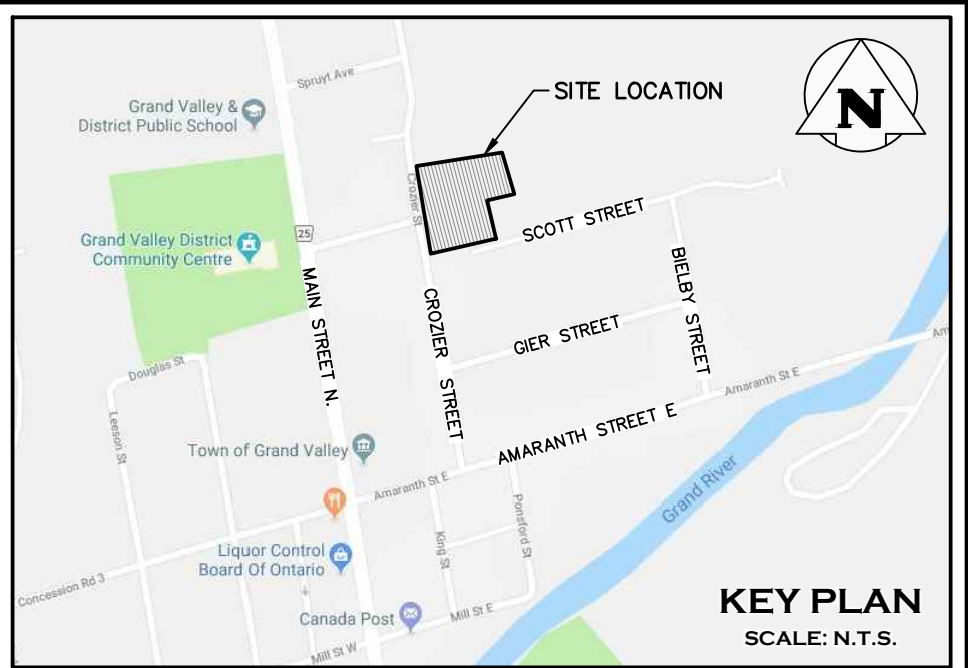 Spruyt Ave
SITE LOCATION
N
Grand Valley &
District Public School
Crozier St
25
SCOTT STREET
Grand Valley District
Community Centre
MAIN STREET N.
BIELBY STREET
CROZIER STREET
GIER STREET
Am
Douglas St
Amaranth St E
Leeson St
AMARANTH STREET E
Town of Grand Valley
Amaranth St E
Grand River
Ponsford St
King St
Liquor Control
Board Of Ontario
Concession Rd 3
KEY PLAN
Canada Post
Mill St E
SCALE: N.T.S.
Mill St W